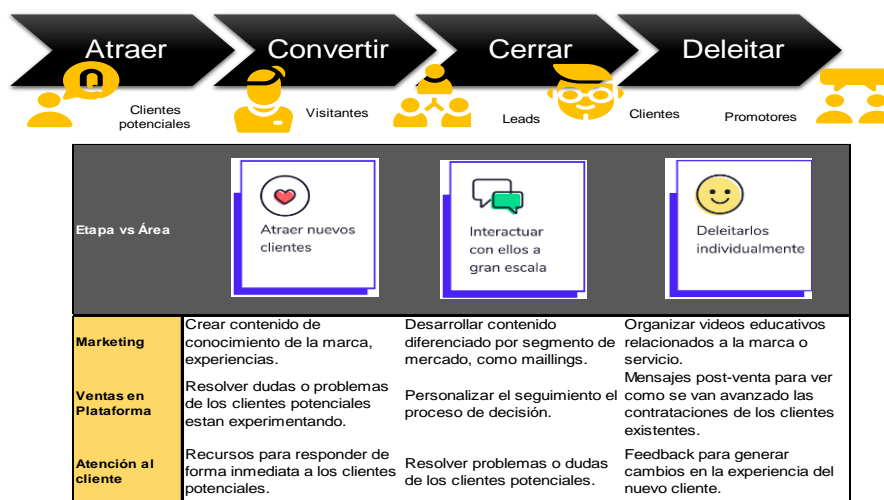 Atraer
Convertir
Cerrar
Deleitar
Clientes
potenciales
Visitantes
Leads
Clientes
Promotores
Etapa vs Área
Atraer nuevos
clientes
Interactuar
con ellos a
gran escala
Deleitarlos
individualmente
Marketing
Crear contenido de
conocimiento de la marca,
experiencias.
Desarrollar contenido
diferenciado por segmento de
mercado, como maillings.
Organizar videos educativos
relacionados a la marca o
servicio.
Ventas en
Plataforma
Resolver dudas o problemas
de los clientes potenciales
estan experimentando.
Personalizar el seguimiento el
proceso de decisión.
Mensajes post-venta para ver
como se van avanzado las
contrataciones de los clientes
existentes.
Atención al
cliente
Recursos para responder de
forma inmediata a los clientes
potenciales.
Resolver problemas o dudas
de los clientes potenciales.
Feedback para generar
cambios en la experiencia del
nuevo cliente.